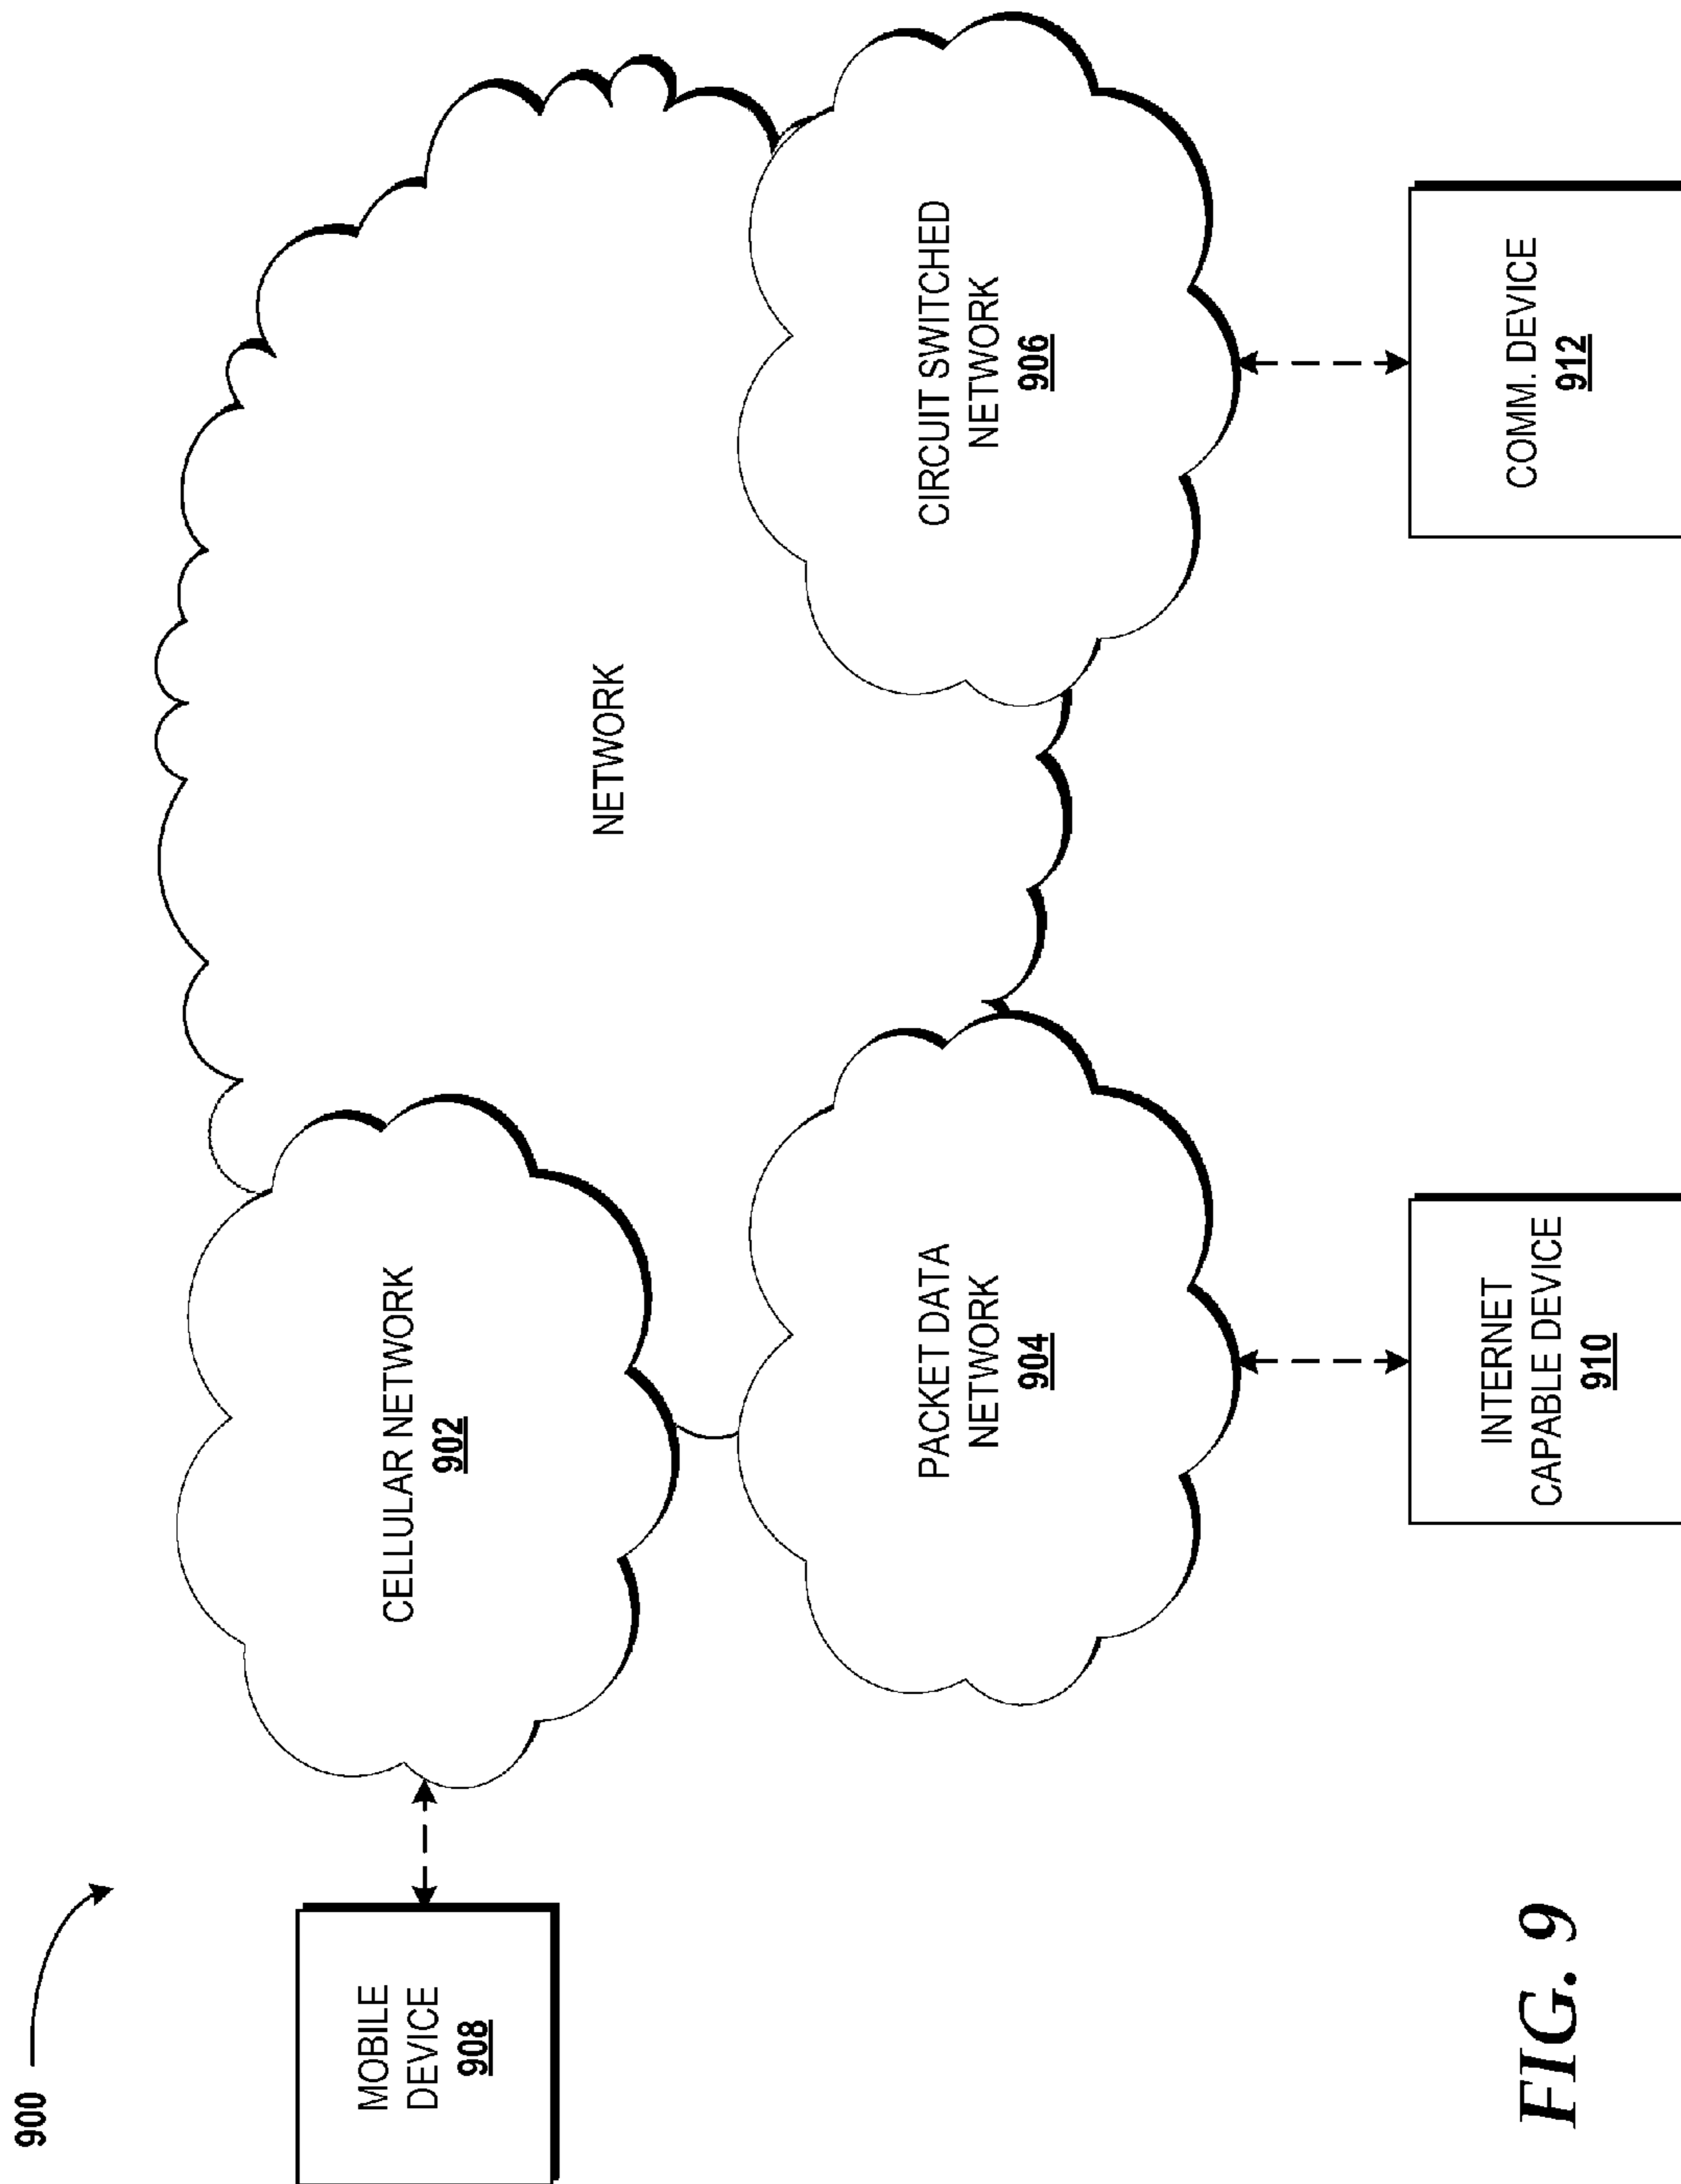 900
MOBILE
DEVICE
908
CELLULAR NETWORK
902
NETWORK
PACKET DATA
NETWORK
904
CIRCUIT SWITCHED
NETWORK
906
INTERNET
CAPABLE DEVICE
910
COMM. DEVICE
912
FIG. 9